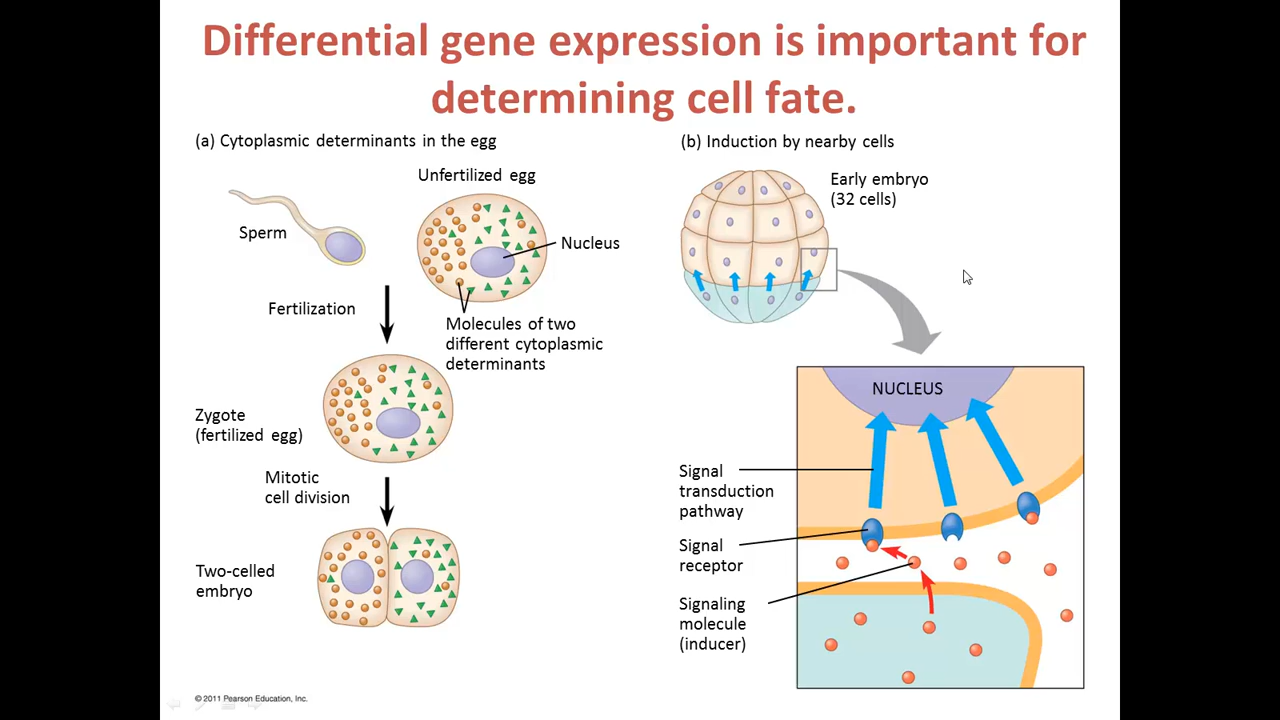 Differential gene expression is important for
determining cell fate.
(a) Cytoplasmic determinants in the egg
Unfertilized egg
Sperm
Nucleus
Fertilization
Molecules of two
different cytoplasmic
determinants
Zygote
(fertilized egg)
Mitotic
cell division
Two-celled
embryo
(b) Induction by nearby cells
Early embryo
(32 cells)
NUCLEUS
Signal
transduction
pathway
Signal
receptor
Signaling
molecule
(inducer)
© 2011 Pearson Education, Inc.